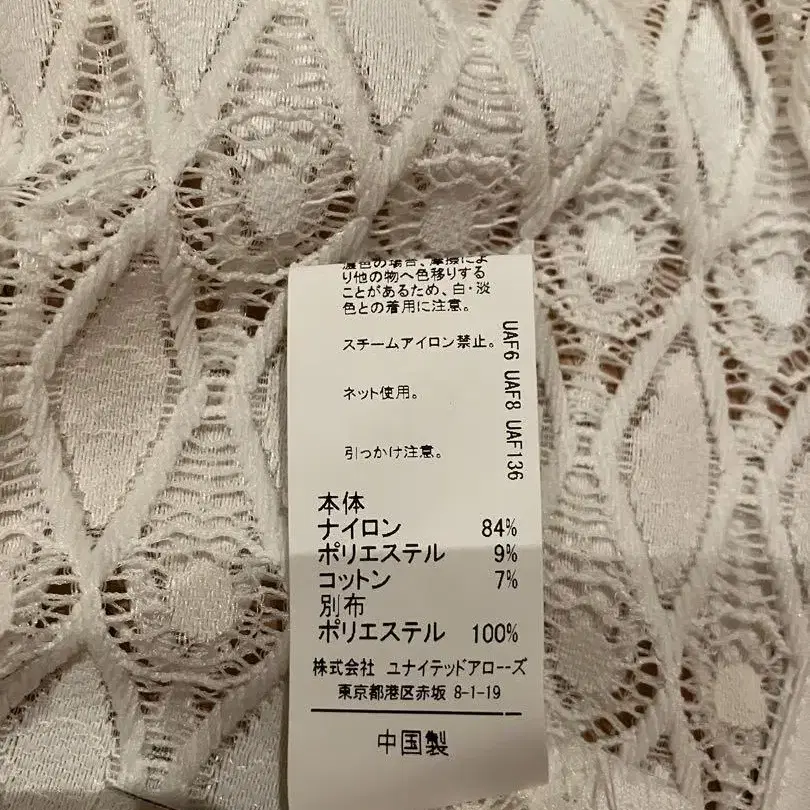 濃色の場合、摩擦によ
り他の物へ色移りする
ことがあるため、白・淡
色との着用に注意。
スチームアイロン禁止。
ネット使用。
引っかけ注意。
UAF6 UAF8 UAF136
本体
ナイロン 84%
ポリエステル 9%
コットン 7%
別布
ポリエステル 100%
株式会社 ユナイテッドアローズ
東京都港区赤坂 8-1-19
中国製